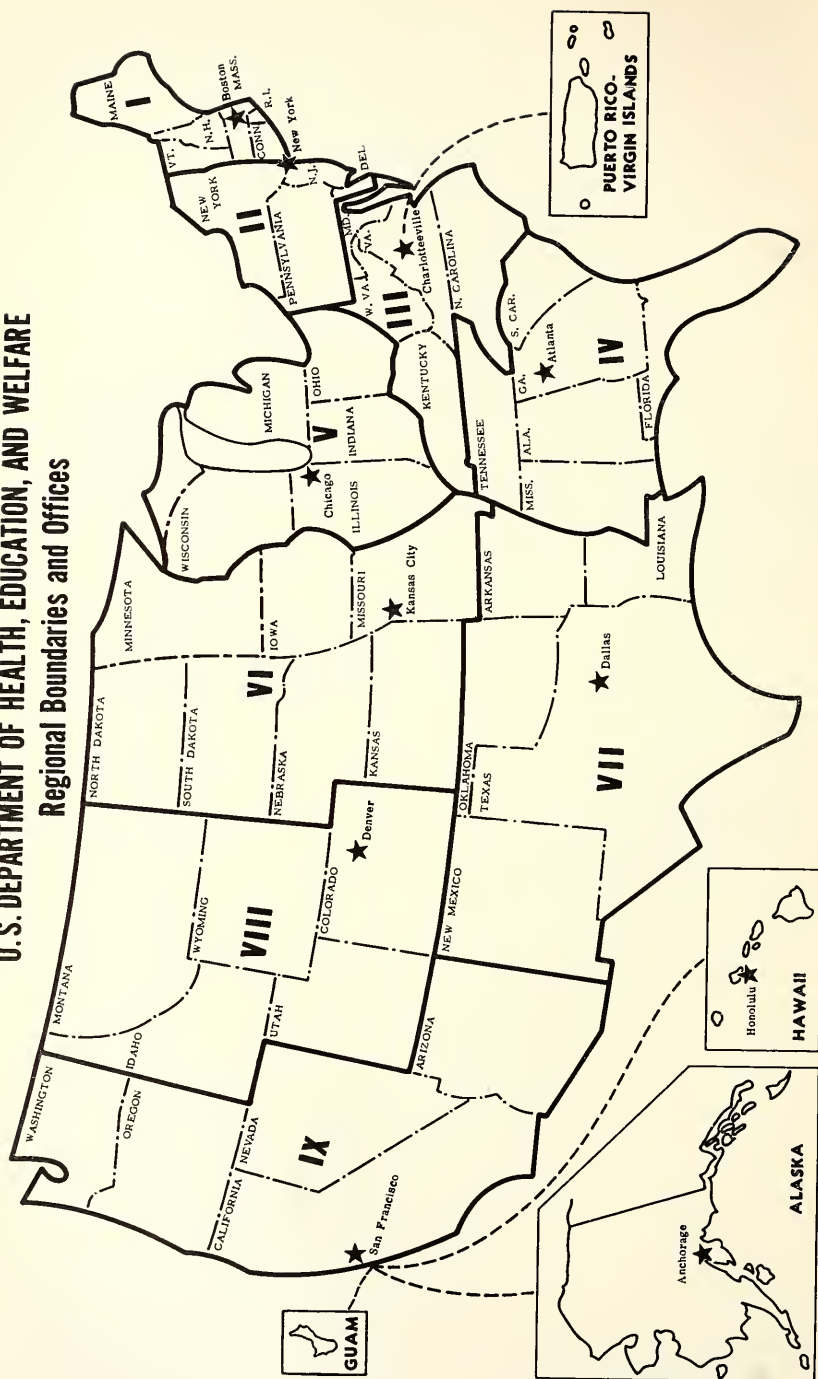 U.S. DEPARTMENT OF HEALTH, EDUCATION, AND WELFARE
Regional Boundaries and Offices
WASHINGTON
OREGON
IDAHO
MONTANA
WYOMING
NORTH DAKOTA
SOUTH DAKOTA
MINNESOTA
WISCONSIN
MICHIGAN
MAINE
I
VT.
N.H.
Boston
MASS.
CONN.
R.I.
NEW
YORK
II
New York
PENNSYLVANIA
N.J.
DEL
MD.
W. VA.
VA.
III
Charlotteeville
KENTUCKY
N. CAROLINA
OHIO
V
INDIANA
Chicago
ILLINOIS
IOWA
VI
NEBRASKA
MISSOURI
Kansas City
KANSAS
VIII
UTAH
COLORADO
Denver
CALIFORNIA
NEVADA
IX
San Francisco
ARIZONA
NEW MEXICO
OKLAHOMA
TEXAS
VII
Dallas
ARKANSAS
LOUISIANA
TENNESSEE
MISS.
ALA.
GA.
S. CAR.
Atlanta
IV
FLORIDA
PUERTO RICO-
VIRGIN ISLANDS
GUAM
Anchorage
ALASKA
Honolulu
HAWAII